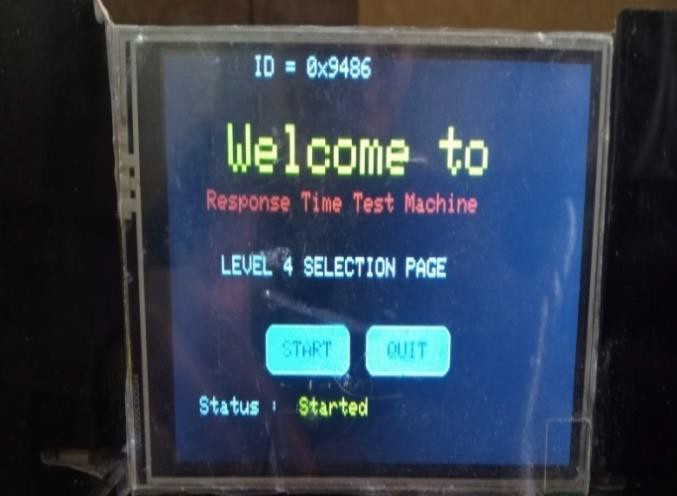 ID = 0x9486
Welcome to
Response Time Test Machine
LEVEL 4 SELECTION PAGE
START QUIT
Status : Started